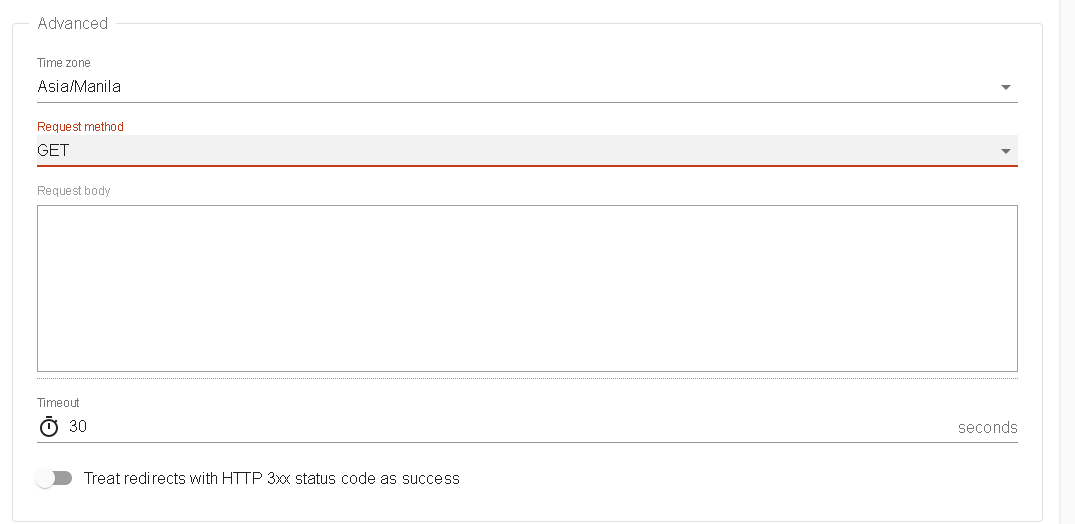 Advanced
Time zone
Asia/Manila
Request method
GET
Request body
Timeout
30 seconds
Treat redirects with HTTP 3xx status code as success